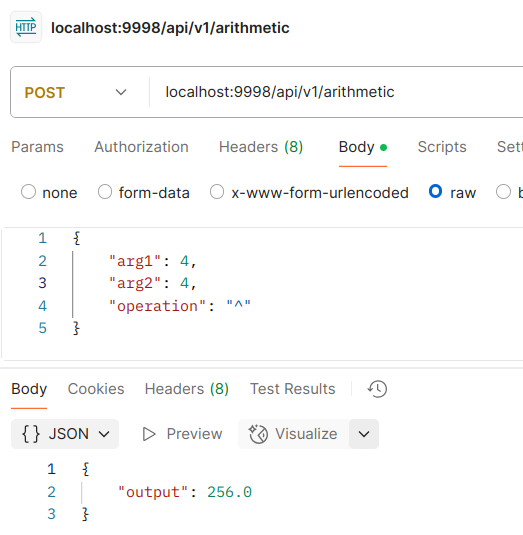 HTTP localhost:9998/api/v1/arithmetic
POST localhost:9998/api/v1/arithmetic
Params Authorization Headers (8) Body Scripts Sett
none form-data x-www-form-urlencoded raw b
1 {
2 "arg1": 4,
3 "arg2": 4,
4 "operation": "^"
5 }
Body Cookies Headers (8) Test Results
{} JSON Preview Visualize
1 {
2 "output": 256.0
3 }